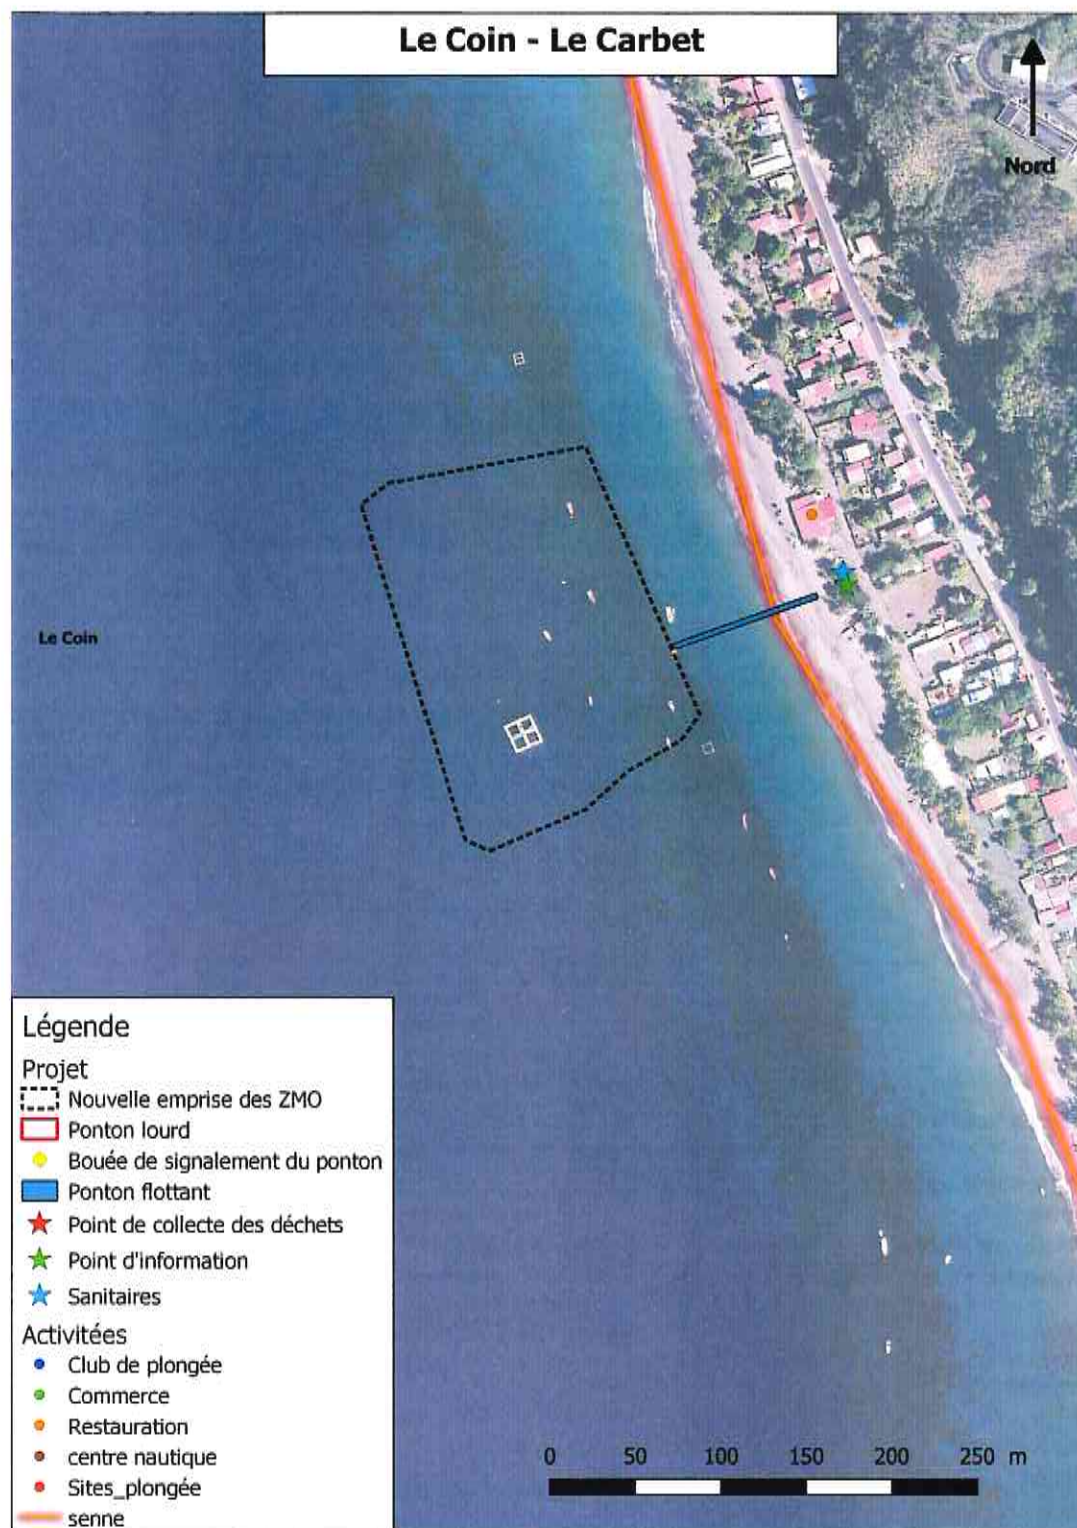 Le Coin - Le Carbet
Nord
Le Coin
Légende
Projet
Nouvelle emprise des ZMO
Ponton lourd
Bouée de signalement du ponton
Ponton flottant
Point de collecte des déchets
Point d'information
Sanitaires
Activitées
Club de plongée
Commerce
Restauration
centre nautique
Sites_plongée
senne
0 50 100 150 200 250 m